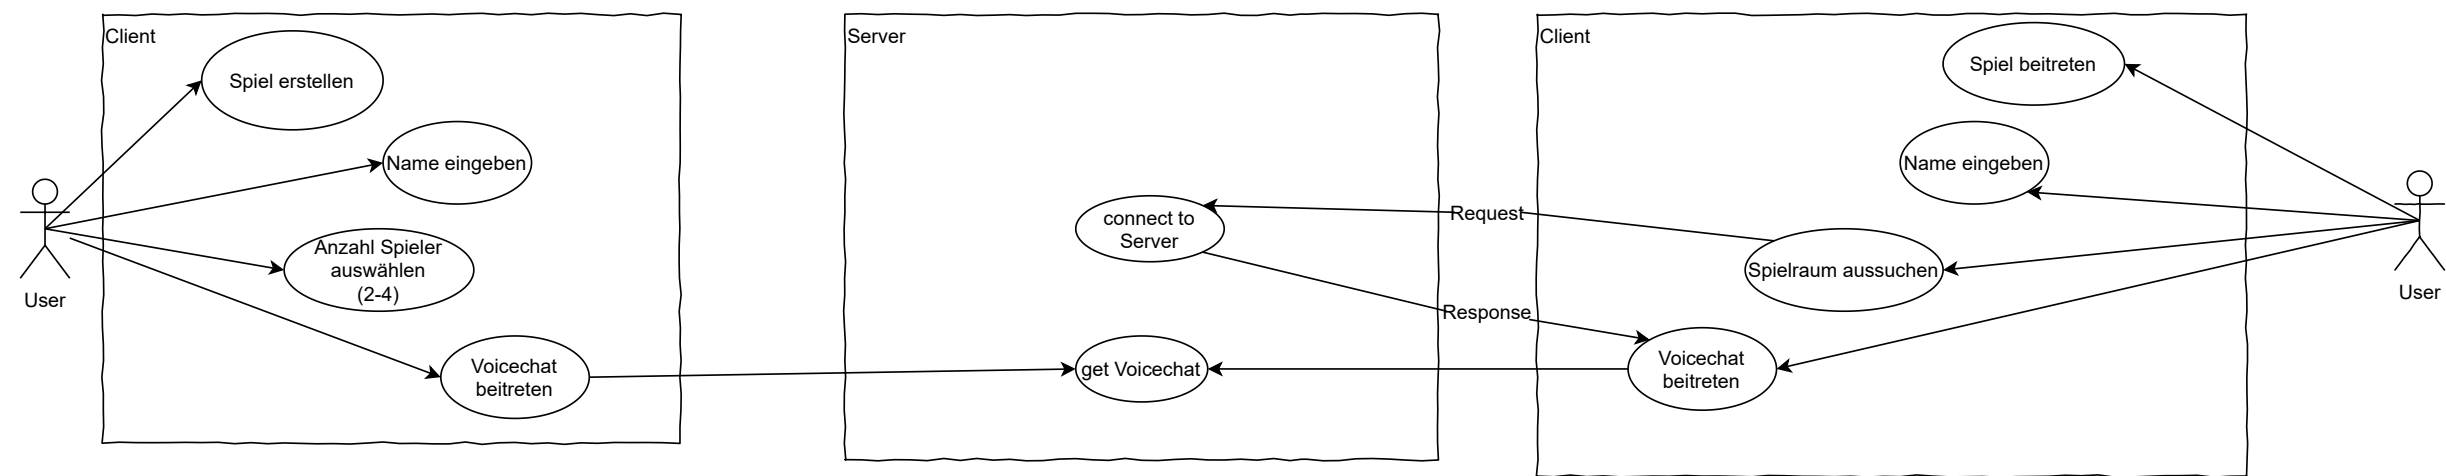 Client
Spiel erstellen
Name eingeben
Anzahl Spieler
auswählen
(2-4)
Voicechat
beitreten
User
Server
connect to
Server
get Voicechat
Request
Response
Client
Spiel beitreten
Name eingeben
Spielraum aussuchen
Voicechat
beitreten
User